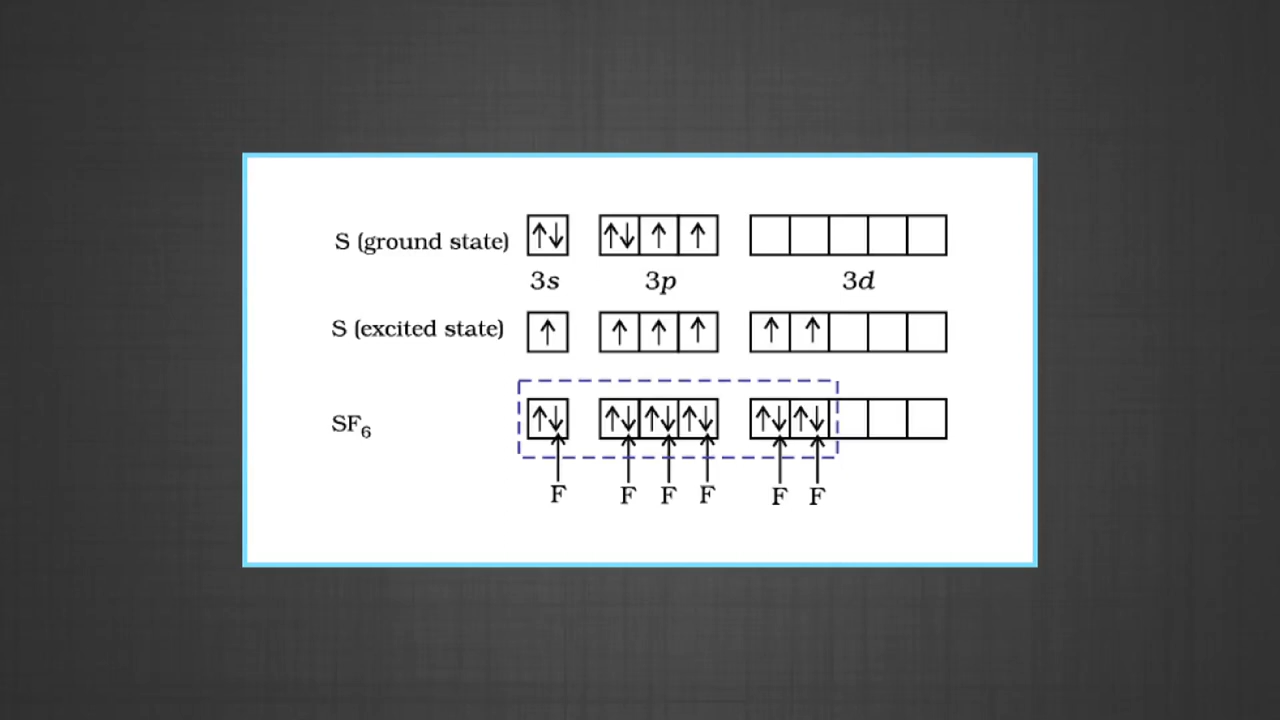 S (ground state)
3s 3p 3d
S (excited state)
SF₆
F F F F F F